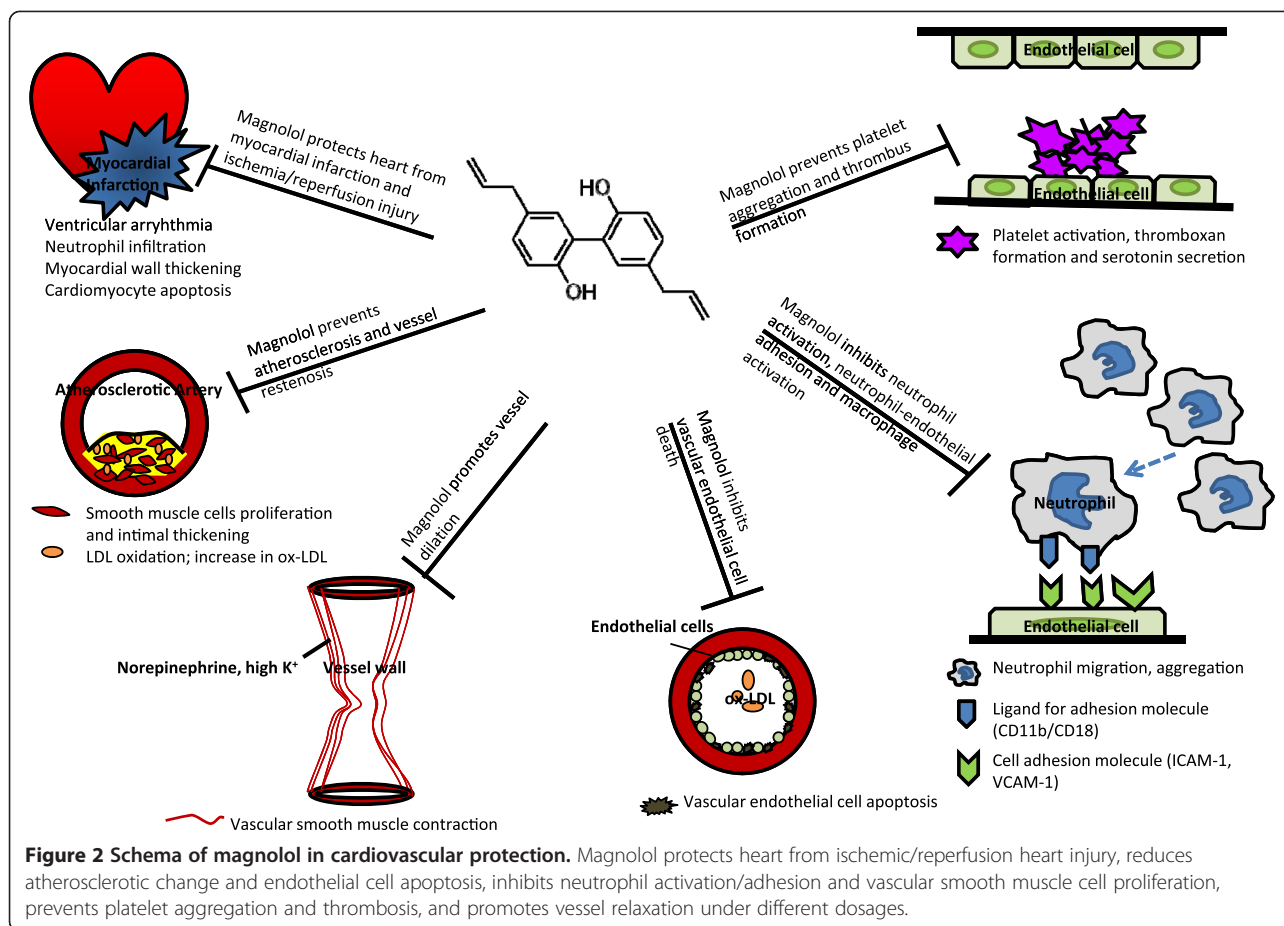 Myocardial
Infarction
Ventricular arryhthmia
Neutrophil infiltration
Myocardial wall thickening
Cardiomyocyte apoptosis
Magnolol protects heart from
myocardial infarction and
ischemia/reperfusion injury
HO
OH
Magnolol prevents platelet
aggregation and thrombus
formation
Endothelial cell
Endothelial cell
Platelet activation, thromboxan
formation and serotonin secretion
Magnolol prevents
atherosclerosis and vessel
restenosis
Atherosclerotic Artery
Smooth muscle cells proliferation
and intimal thickening
LDL oxidation; increase in ox-LDL
Magnolol promotes vessel
dilation
Norepinephrine, high K⁺
Vessel wall
Vascular smooth muscle contraction
Magnolol inhibits
vascular endothelial cell
death
Endothelial cells
ox-LDL
Vascular endothelial cell apoptosis
Magnolol inhibits neutrophil
activation, neutrophil-endothelial
adhesion and macrophage
activation
Neutrophil
Endothelial cell
Neutrophil migration, aggregation
Ligand for adhesion molecule
(CD11b/CD18)
Cell adhesion molecule (ICAM-1,
VCAM-1)
Figure 2 Schema of magnolol in cardiovascular protection. Magnolol protects heart from ischemic/reperfusion heart injury, reduces
atherosclerotic change and endothelial cell apoptosis, inhibits neutrophil activation/adhesion and vascular smooth muscle cell proliferation,
prevents platelet aggregation and thrombosis, and promotes vessel relaxation under different dosages.